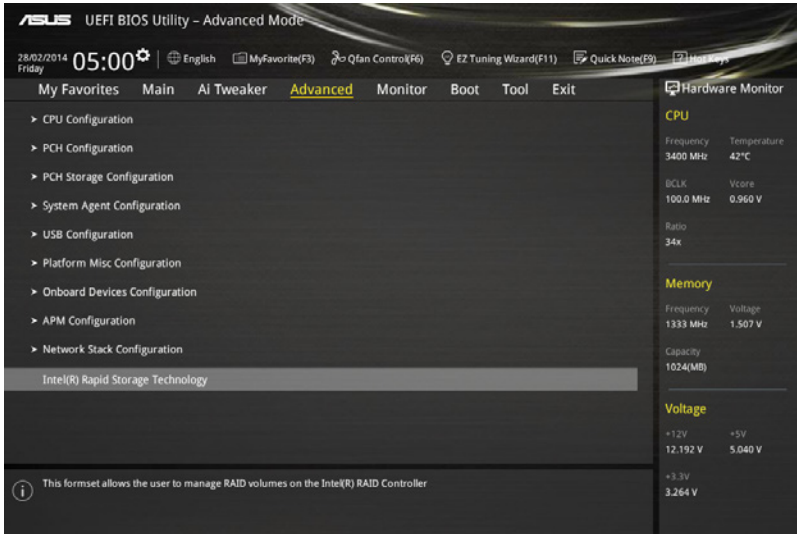 ASUS UEFI BIOS Utility – Advanced Mode
28/02/2014
Friday
05:00
English
MyFavorite(F3)
Qfan Control(F6)
EZ Tuning Wizard(F11)
Quick Note(F9)
? Hot Keys
My Favorites Main Ai Tweaker Advanced Monitor Boot Tool Exit
> CPU Configuration
> PCH Configuration
> PCH Storage Configuration
> System Agent Configuration
> USB Configuration
> Platform Misc Configuration
> Onboard Devices Configuration
> APM Configuration
> Network Stack Configuration
Intel(R) Rapid Storage Technology
i This formset allows the user to manage RAID volumes on the Intel(R) RAID Controller
Hardware Monitor
CPU
Frequency Temperature
3400 MHz 42°C
BCLK Vcore
100.0 MHz 0.960 V
Ratio
34x
Memory
Frequency Voltage
1333 MHz 1.507 V
Capacity
1024(MB)
Voltage
+12V +5V
12.192 V 5.040 V
+3.3V
3.264 V